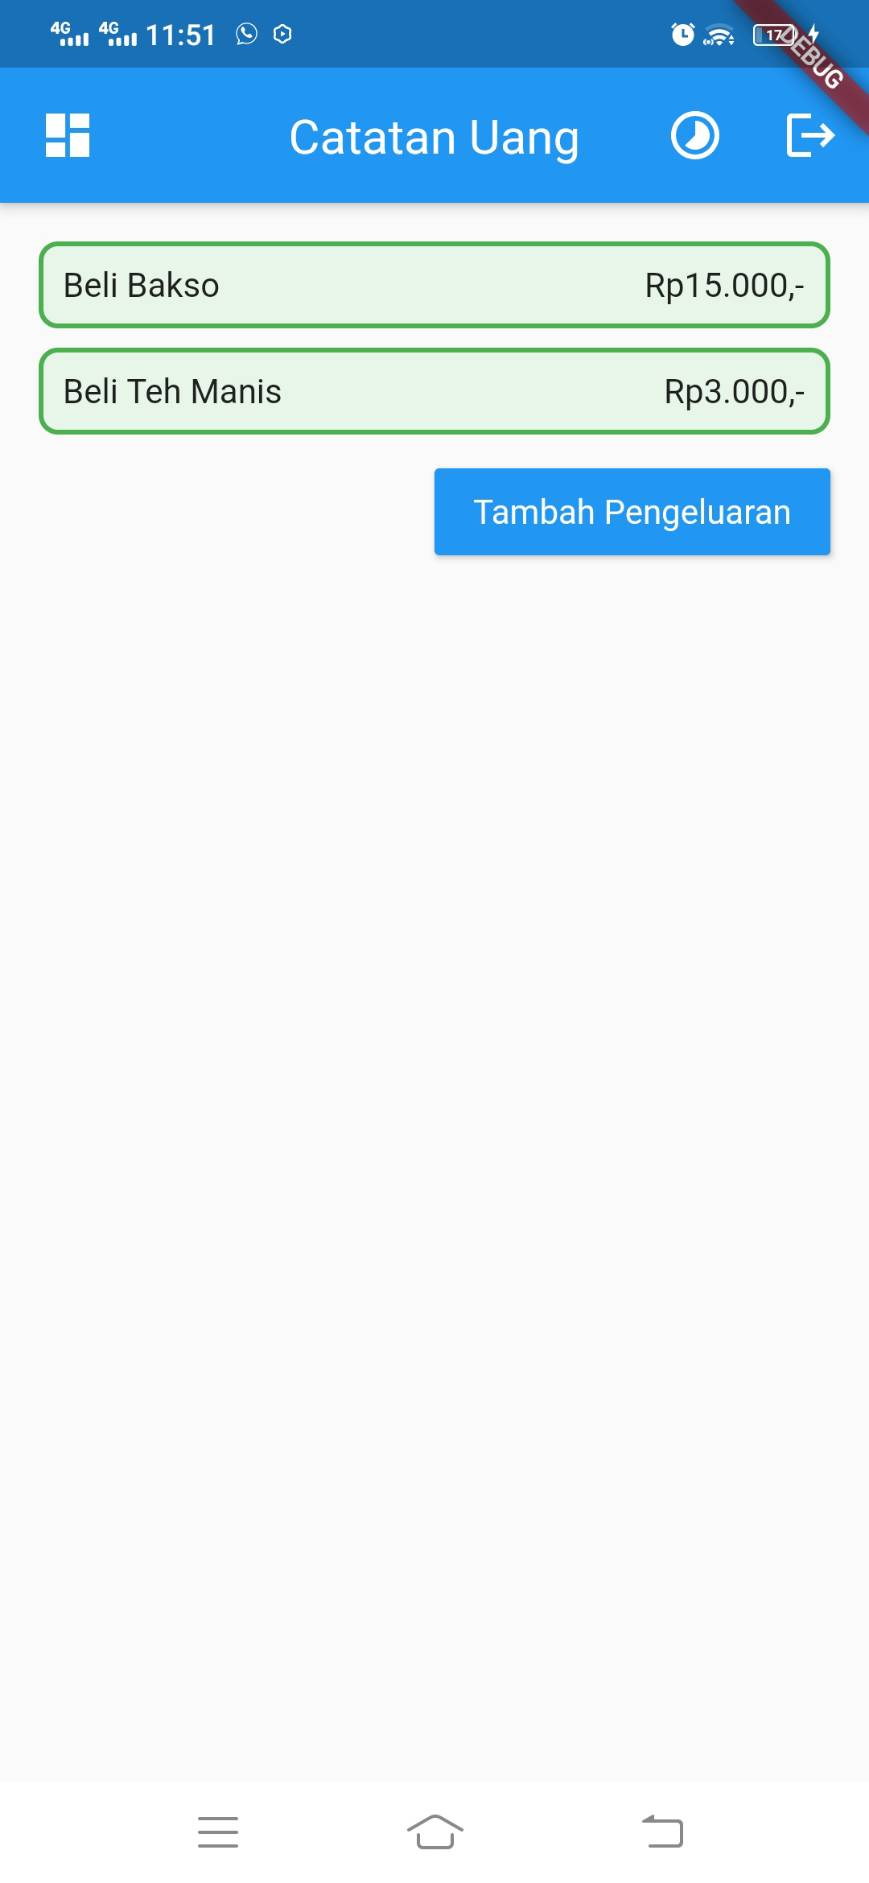 4G 4G 11:51 17
DEBUG
Catatan Uang
Beli Bakso Rp15.000,-
Beli Teh Manis Rp3.000,-
Tambah Pengeluaran